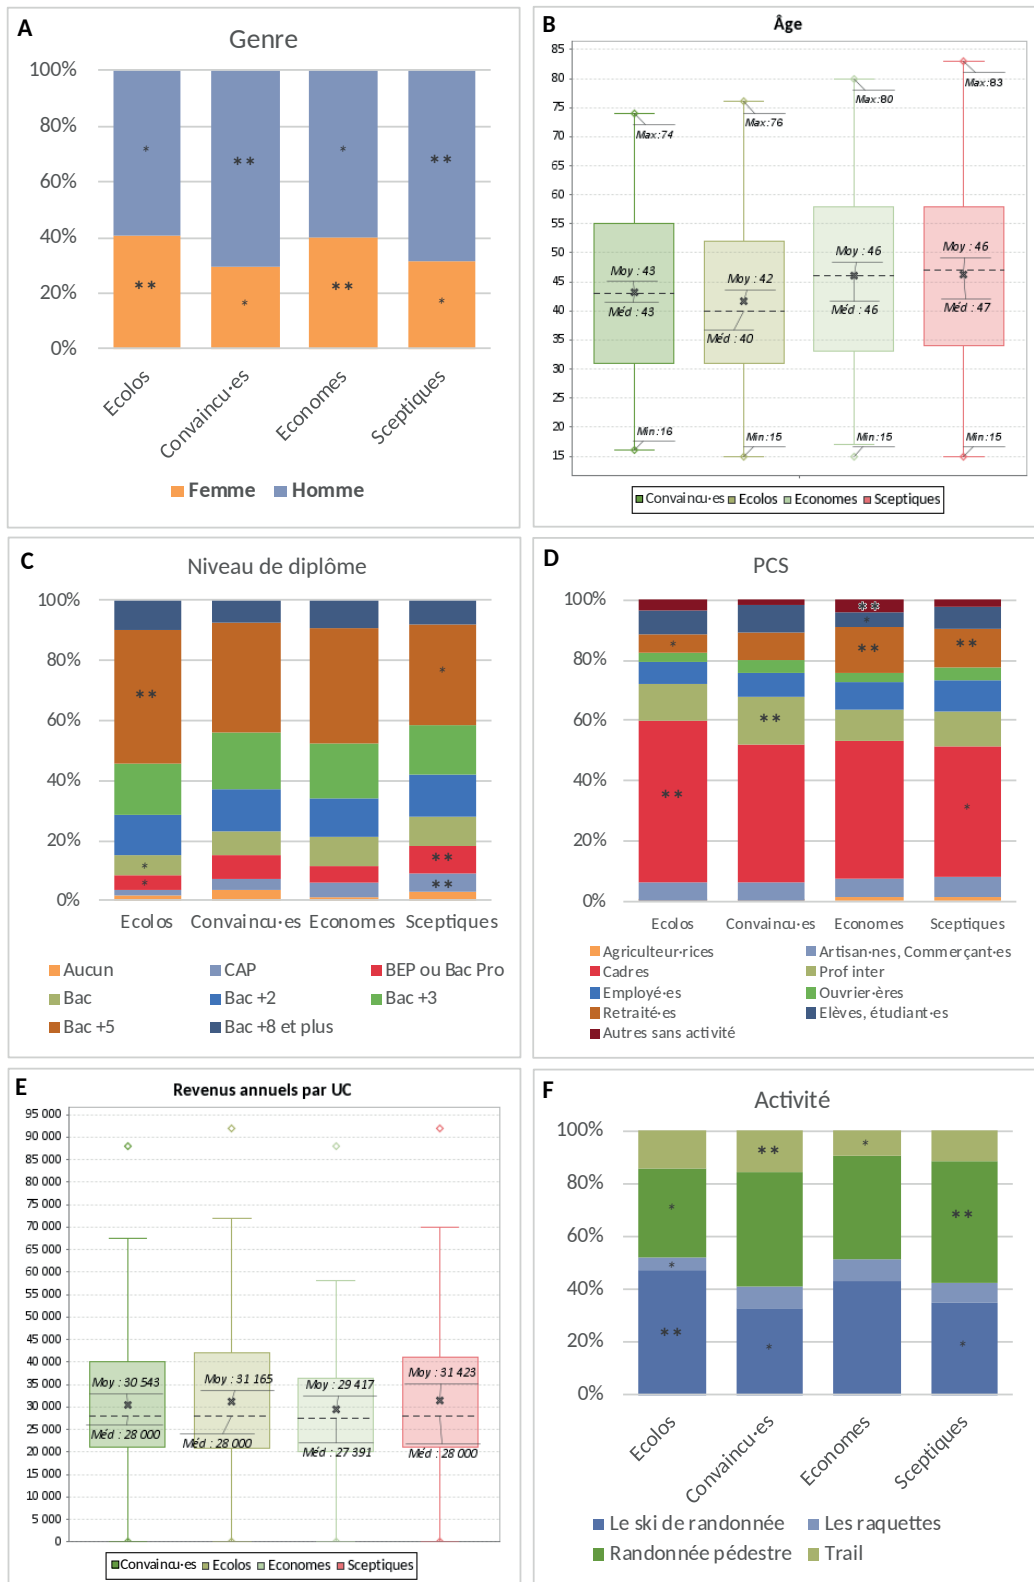 A
Genre
100%
80%
60%
40%
20%
0%
*
**
*
**
**
*
**
*
Ecolos
Convaincu·es
Economes
Sceptiques
Femme
Homme
B
Âge
85
80
75
70
65
60
55
50
45
40
35
30
25
20
15
Max:74
Max:76
Max:80
Max:83
Moy : 43
Moy : 42
Moy : 46
Moy : 46
Méd : 43
Méd : 40
Méd : 46
Méd : 47
Min:16
Min:15
Min:15
Min:15
Convaincu·es
Ecolos
Economes
Sceptiques
C
Niveau de diplôme
100%
80%
60%
40%
20%
0%
**
*
*
*
**
**
Ecolos
Convaincu·es
Economes
Sceptiques
Aucun
CAP
BEP ou Bac Pro
Bac
Bac +2
Bac +3
Bac +5
Bac +8 et plus
D
PCS
100%
80%
60%
40%
20%
0%
**
*
*
**
**
**
**
*
Ecolos
Convaincu·es
Economes
Sceptiques
Agriculteur·rices
Artisan·nes, Commerçant·es
Cadres
Prof inter
Employé·es
Ouvrier·ères
Retraité·es
Elèves, étudiant·es
Autres sans activité
E
Revenus annuels par UC
95 000
90 000
85 000
80 000
75 000
70 000
65 000
60 000
55 000
50 000
45 000
40 000
35 000
30 000
25 000
20 000
15 000
10 000
5 000
0
Moy : 30 543
Moy : 31 165
Moy : 29 417
Moy : 31 423
Méd : 28 000
Méd : 28 000
Méd : 27 391
Méd : 28 000
Convaincu·es
Ecolos
Economes
Sceptiques
F
Activité
100%
80%
60%
40%
20%
0%
**
*
*
**
*
**
*
*
Ecolos
Convaincu·es
Economes
Sceptiques
Le ski de randonnée
Les raquettes
Randonnée pédestre
Trail